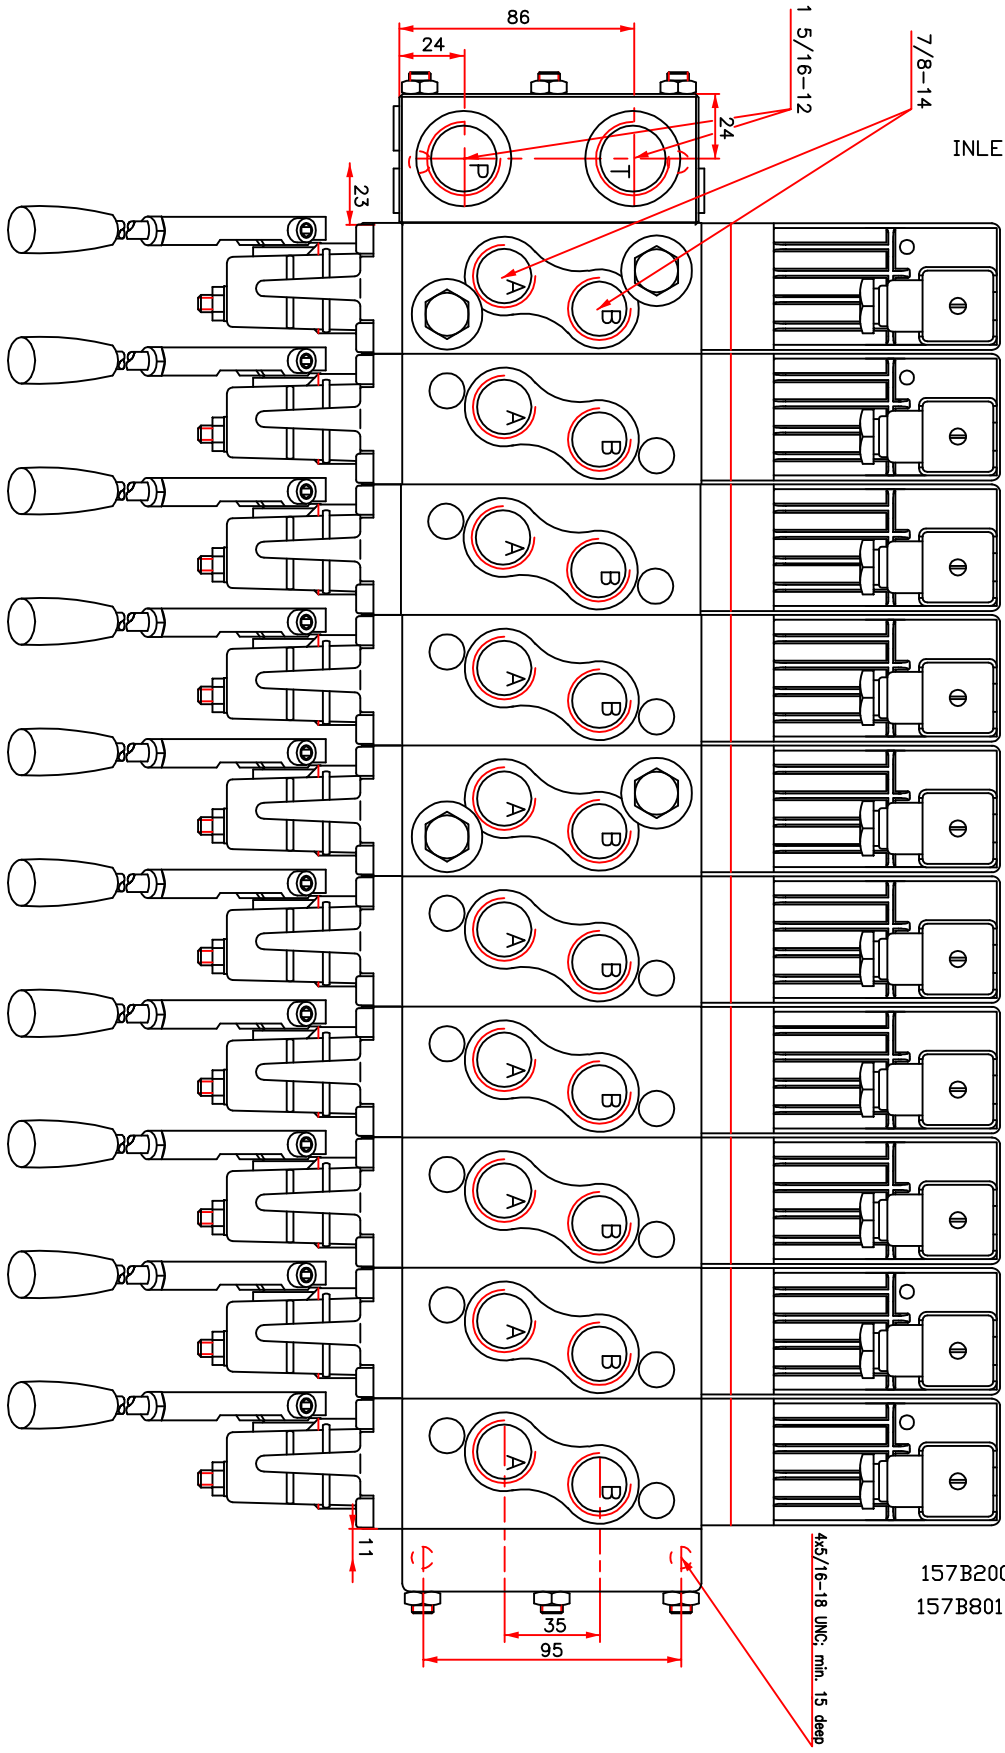 86
24
1 5/16-12
7/8-14
24
INLE
P
T
23
A
B
A
B
A
B
A
B
A
B
A
B
A
B
A
B
A
B
A
B
11
4x5/16-18 UNC; min. 15 deep
157B200
157B801
35
95